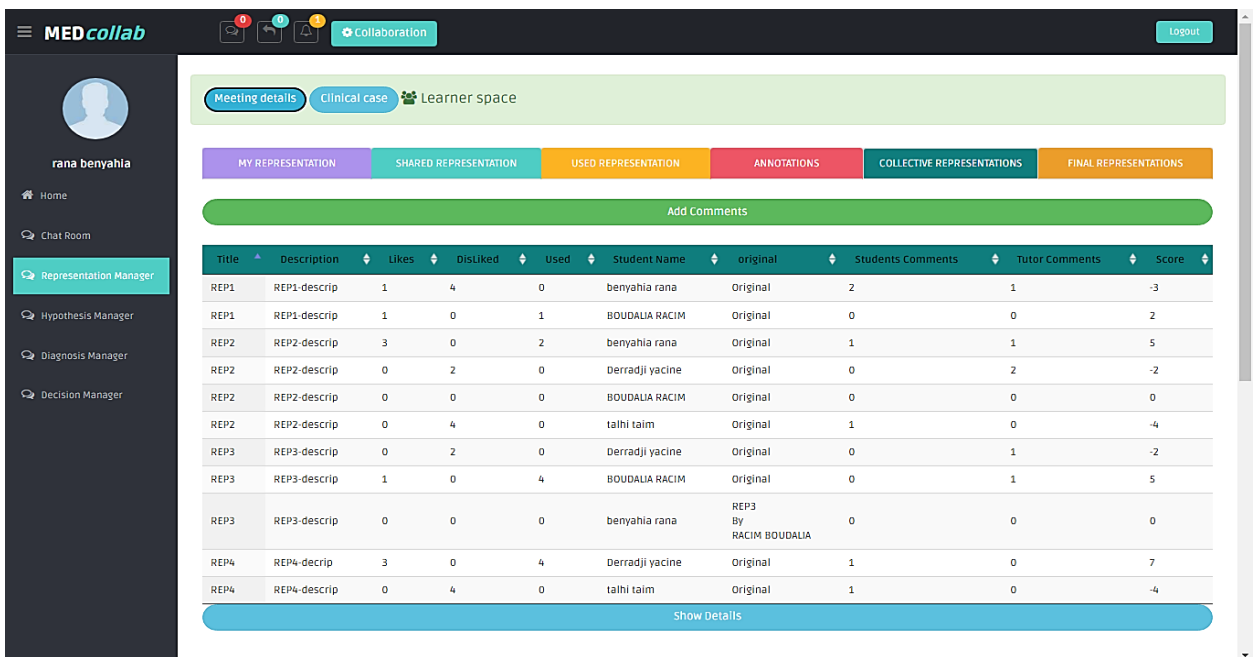 MEDcollab
0
0
1
Collaboration
Logout
Meeting details
Clinical case
Learner space
rana benyahia
Home
Chat Room
Representation Manager
Hypothesis Manager
Diagnosis Manager
Decision Manager
MY REPRESENTATION
SHARED REPRESENTATION
USED REPRESENTATION
ANNOTATIONS
COLLECTIVE REPRESENTATIONS
FINAL REPRESENTATIONS
Add Comments
Title Description Likes DisLiked Used Student Name original Students Comments Tutor Comments Score
REP1 REP1-descrip 1 4 0 benyahia rana Original 2 1 -3
REP1 REP1-descrip 1 0 1 BOUDALIA RACIM Original 0 0 2
REP2 REP2-descrip 3 0 2 benyahia rana Original 1 1 5
REP2 REP2-descrip 0 2 0 Derradji yacine Original 0 2 -2
REP2 REP2-descrip 0 0 0 BOUDALIA RACIM Original 0 0 0
REP2 REP2-descrip 0 4 0 talhi taim Original 1 0 -4
REP3 REP3-descrip 0 2 0 Derradji yacine Original 0 1 -2
REP3 REP3-descrip 1 0 4 BOUDALIA RACIM Original 0 1 5
REP3 REP3-descrip 0 0 0 benyahia rana REP3
By
RACIM BOUDALIA 0 0 0
REP4 REP4-decrip 3 0 4 Derradji yacine Original 1 0 7
REP4 REP4-descrip 0 4 0 talhi taim Original 1 0 -4
Show Details